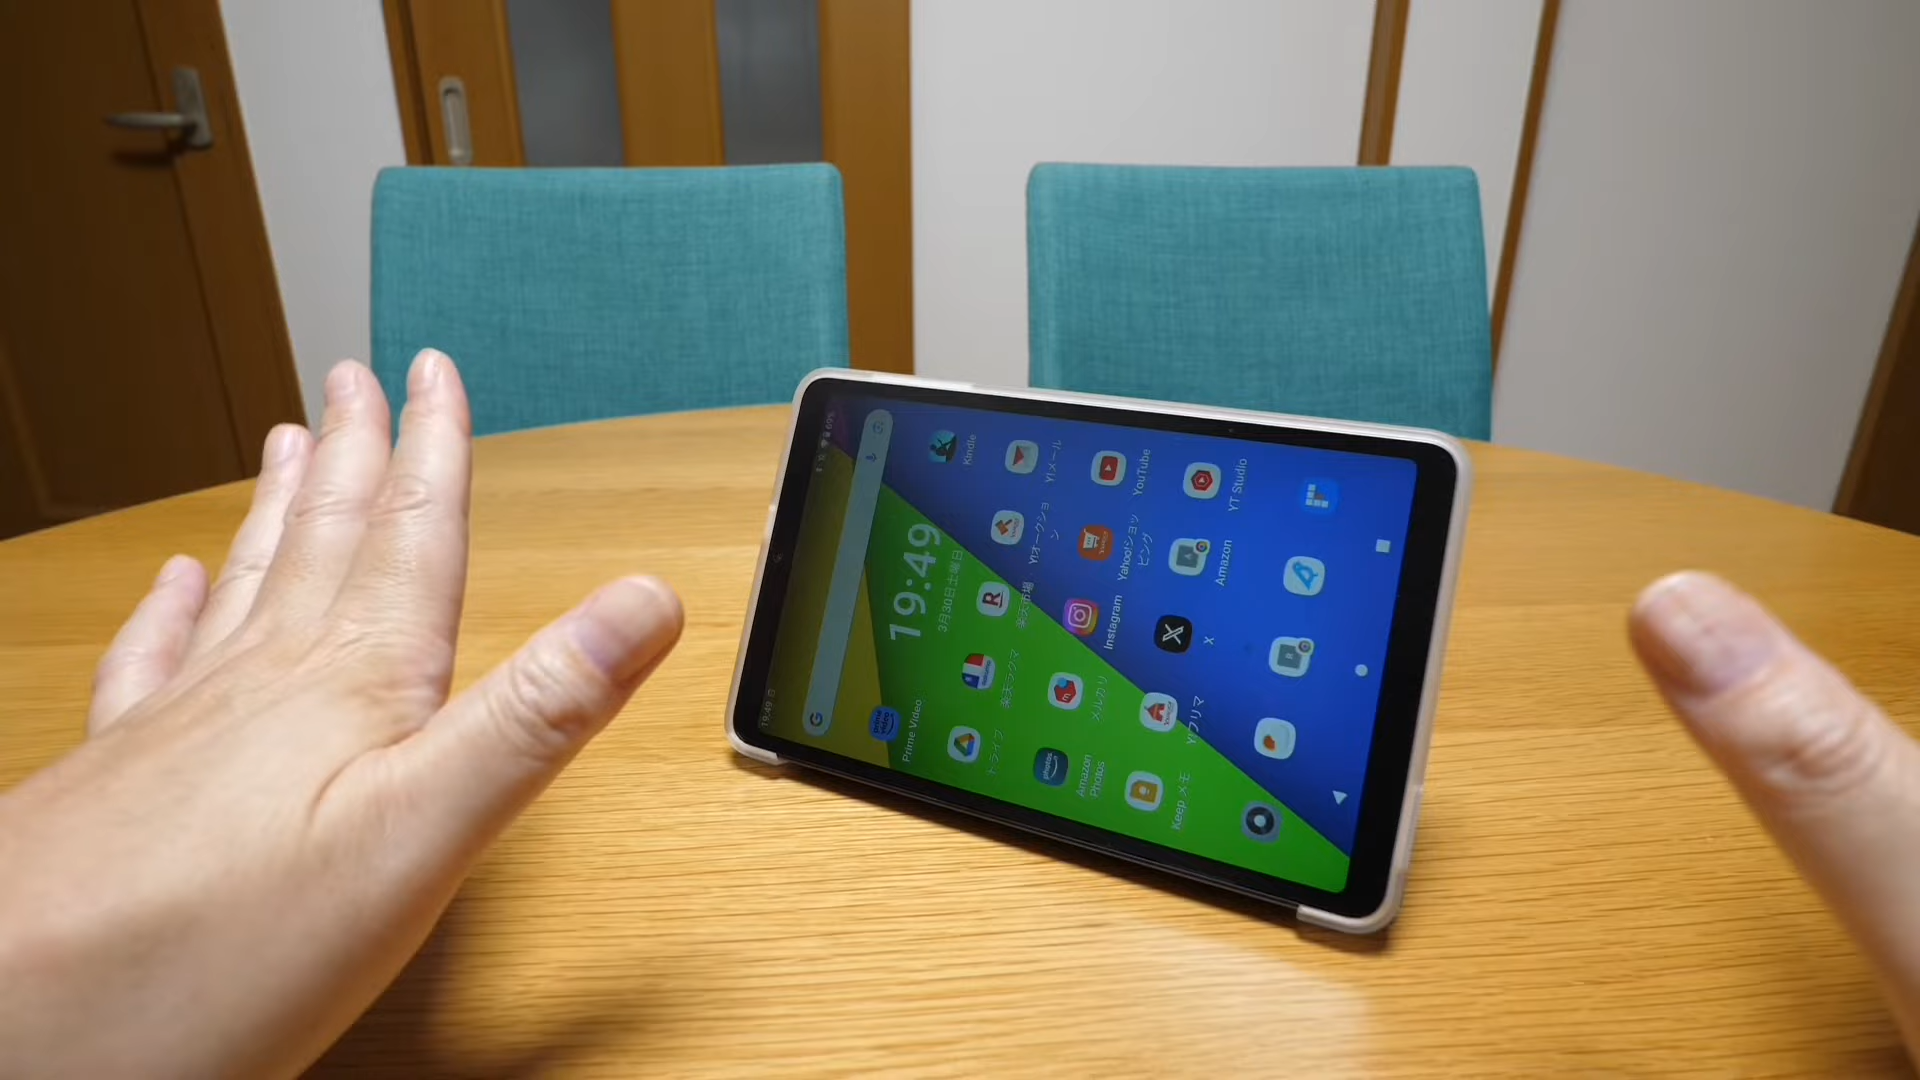 19:49
69%
19:49
3月30日土曜日
Prime Video
Kindle
ドライブ
楽天ラクマ
楽天市場
Y!オークショ
ン
Y!メール
Amazon
Photos
メルカリ
Instagram
Yahoo!ショッ
ピング
YouTube
Keep メモ
Y!フリマ
X
Amazon
YT Studio